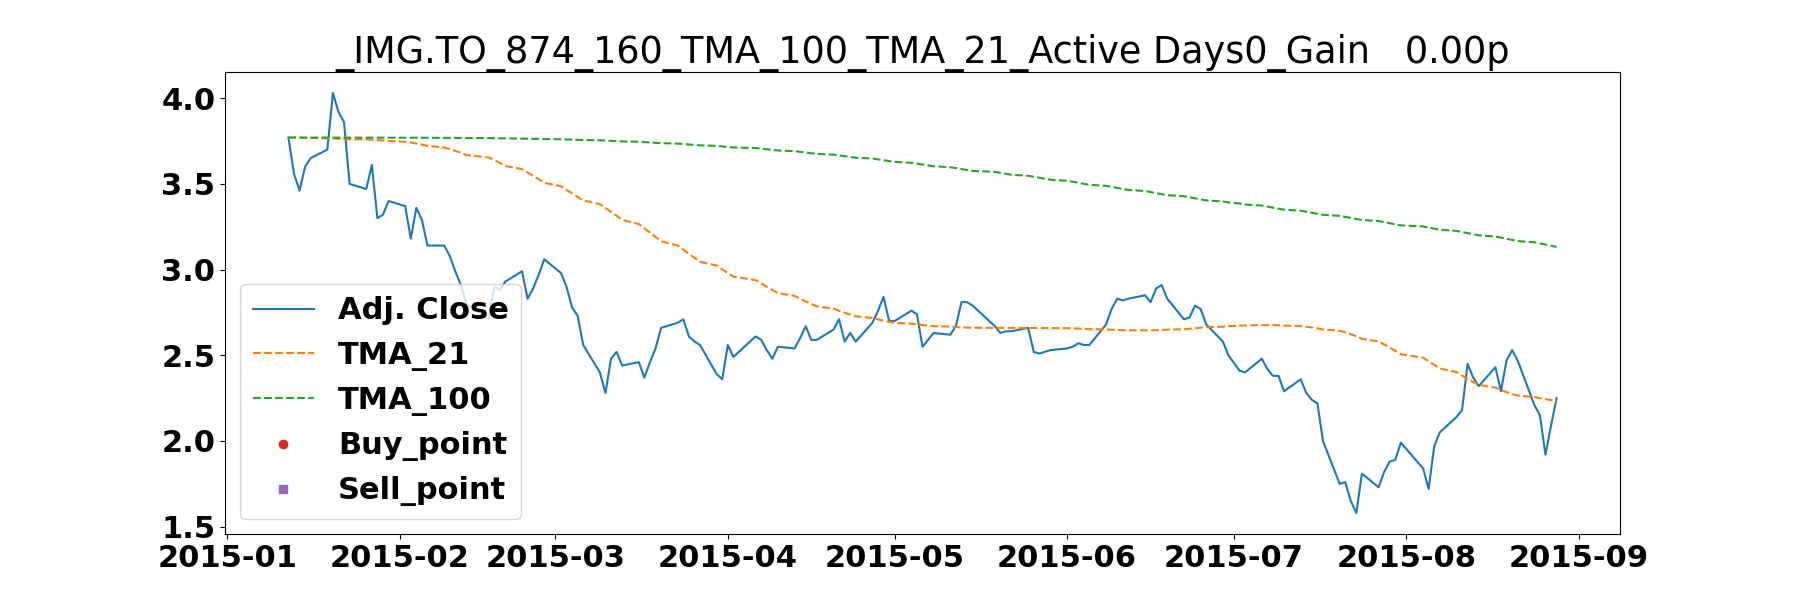 _IMG.TO_874_160_TMA_100_TMA_21_Active Days0_Gain   0.00p
4.0
3.5
3.0
2.5
2.0
1.5
Adj. Close
TMA_21
TMA_100
Buy_point
Sell_point
2015-01 2015-02 2015-03 2015-04 2015-05 2015-06 2015-07 2015-08 2015-09